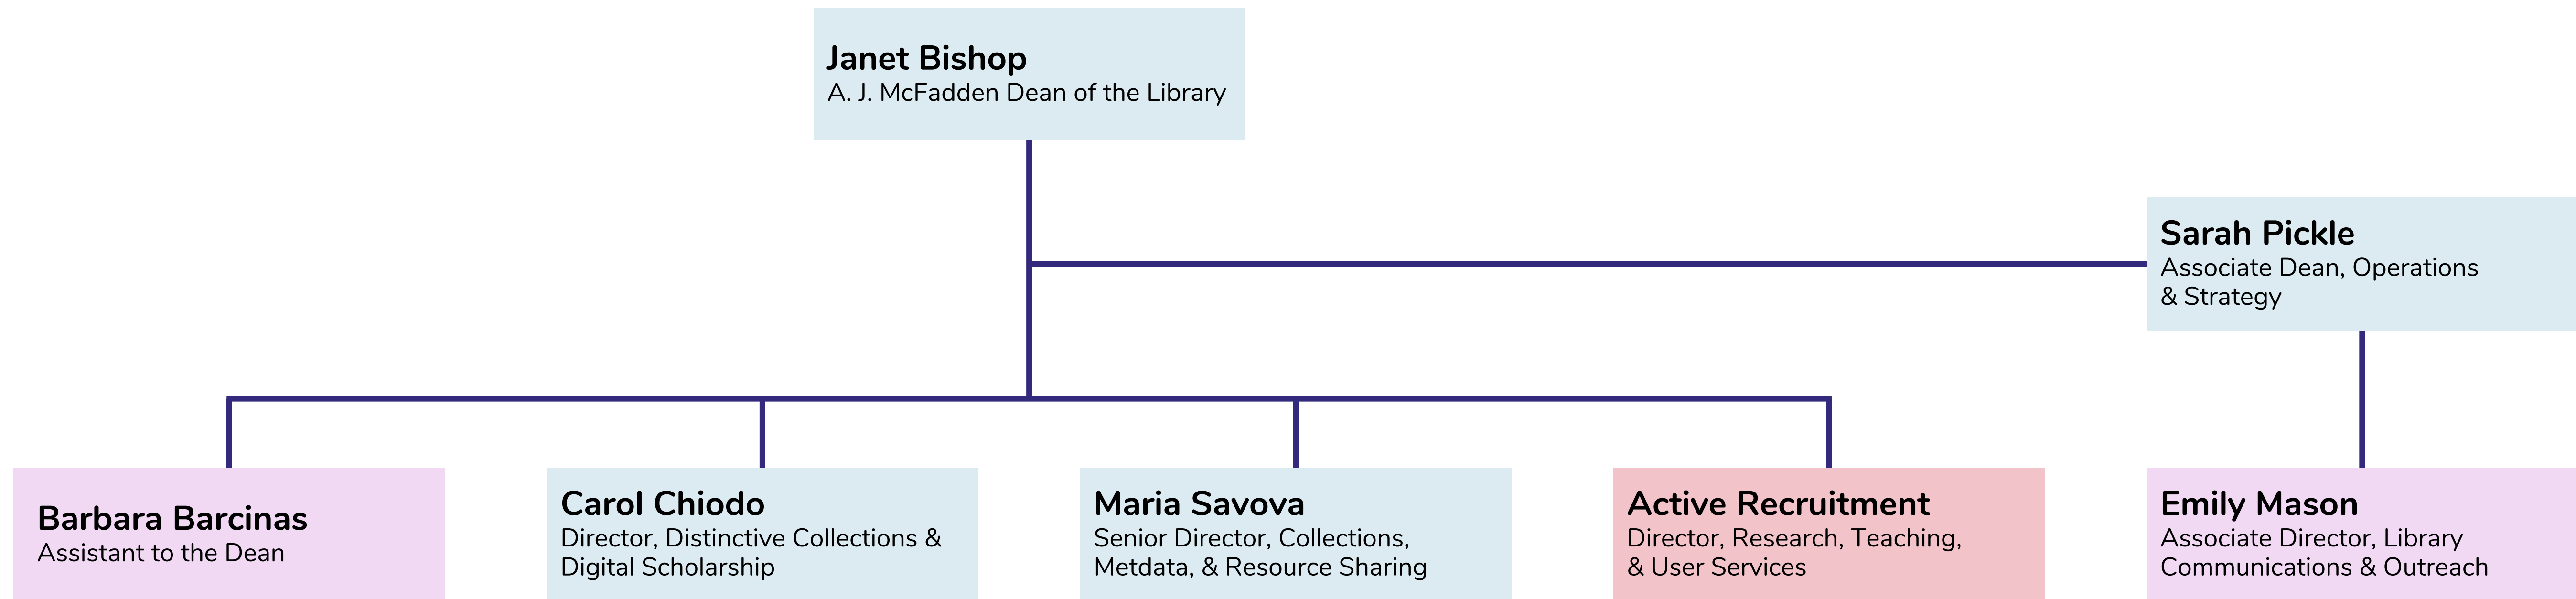 Janet Bishop
A. J. McFadden Dean of the Library
Sarah Pickle
Associate Dean, Operations
& Strategy
Barbara Barcinas
Assistant to the Dean
Carol Chiodo
Director, Distinctive Collections &
Digital Scholarship
Maria Savova
Senior Director, Collections,
Metdata, & Resource Sharing
Active Recruitment
Director, Research, Teaching,
& User Services
Emily Mason
Associate Director, Library
Communications & Outreach